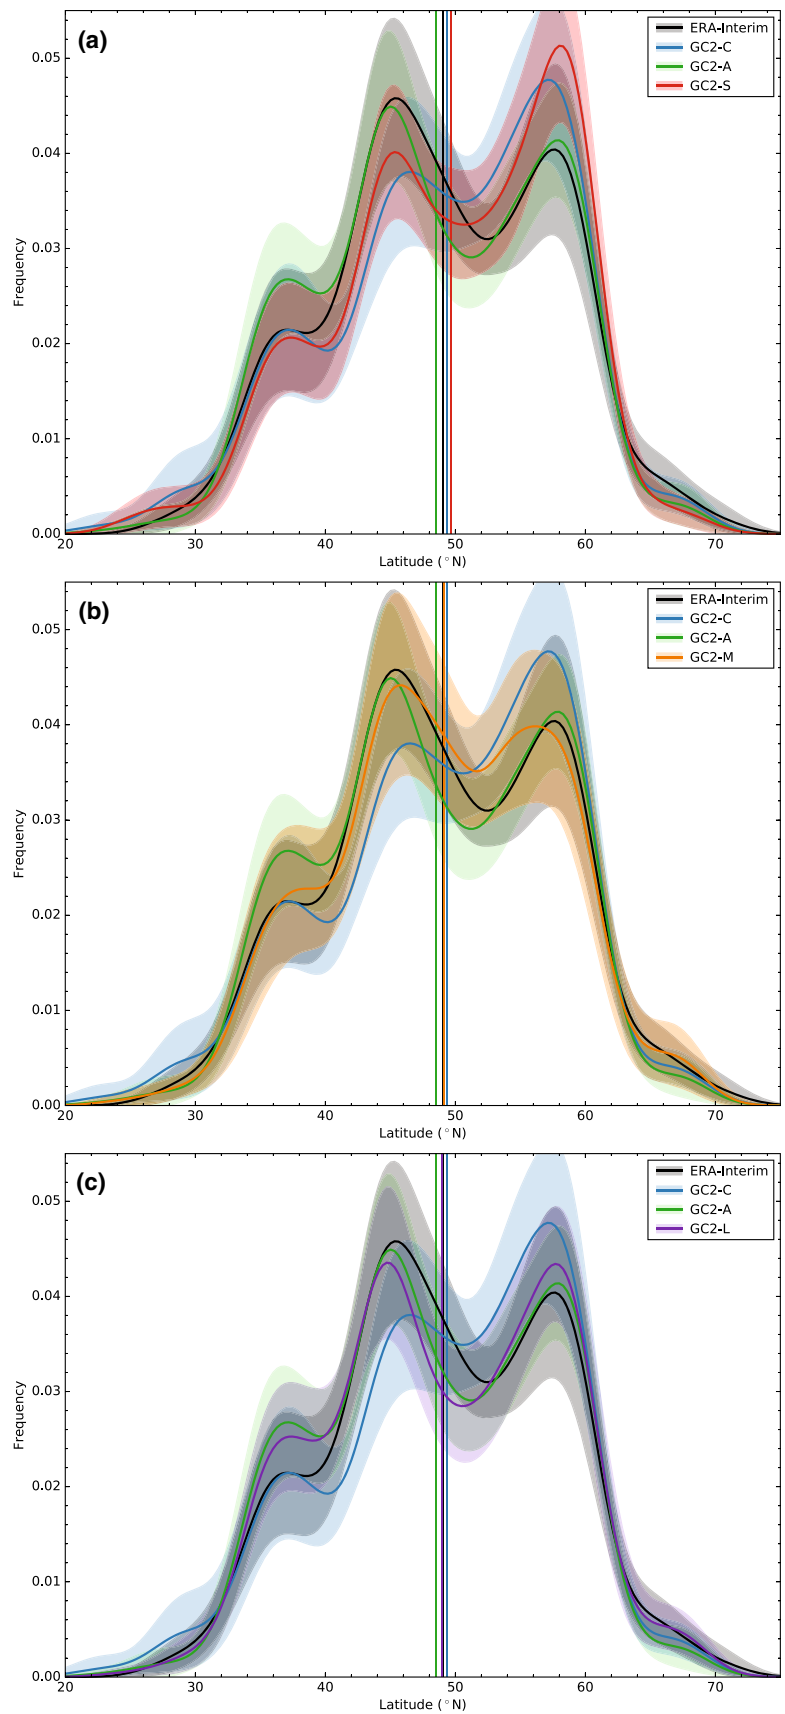 (a)
ERA-Interim
GC2-C
GC2-A
GC2-S
0.05
0.04
0.03
0.02
0.01
0.00
Frequency
20 30 40 50 60 70
Latitude (°N)
(b)
ERA-Interim
GC2-C
GC2-A
GC2-M
0.05
0.04
0.03
0.02
0.01
0.00
Frequency
20 30 40 50 60 70
Latitude (°N)
(c)
ERA-Interim
GC2-C
GC2-A
GC2-L
0.05
0.04
0.03
0.02
0.01
0.00
Frequency
20 30 40 50 60 70
Latitude (°N)